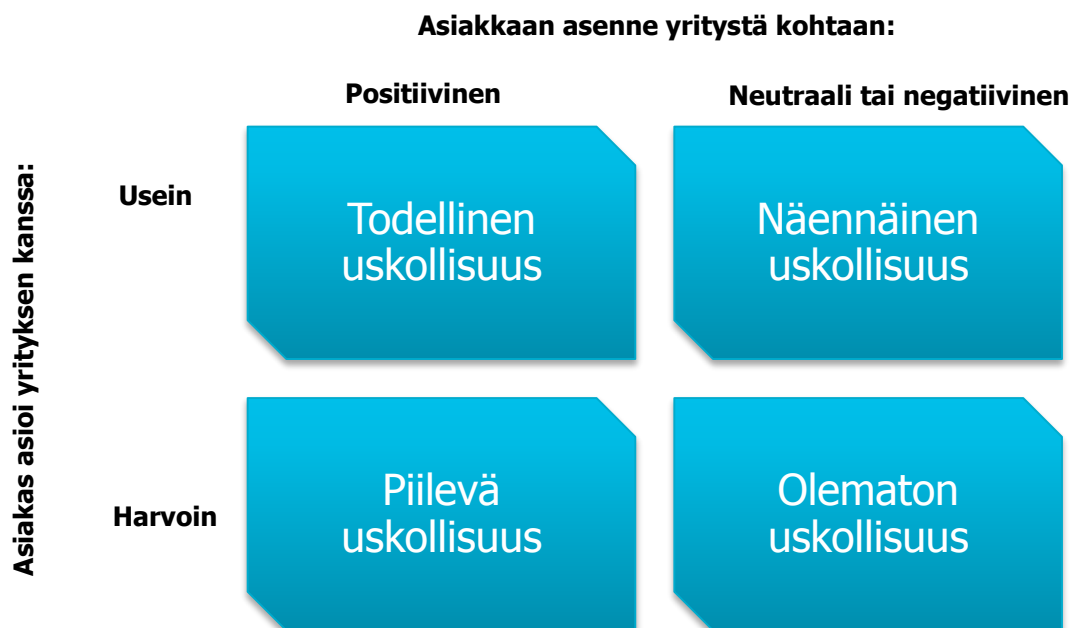 Asiakkaan asenne yritystä kohtaan:
Positiivinen
Neutraali tai negatiivinen
Asiakas asioi yrityksen kanssa:
Usein
Todellinen
uskollisuus
Näennäinen
uskollisuus
Harvoin
Piilevä
uskollisuus
Olematon
uskollisuus